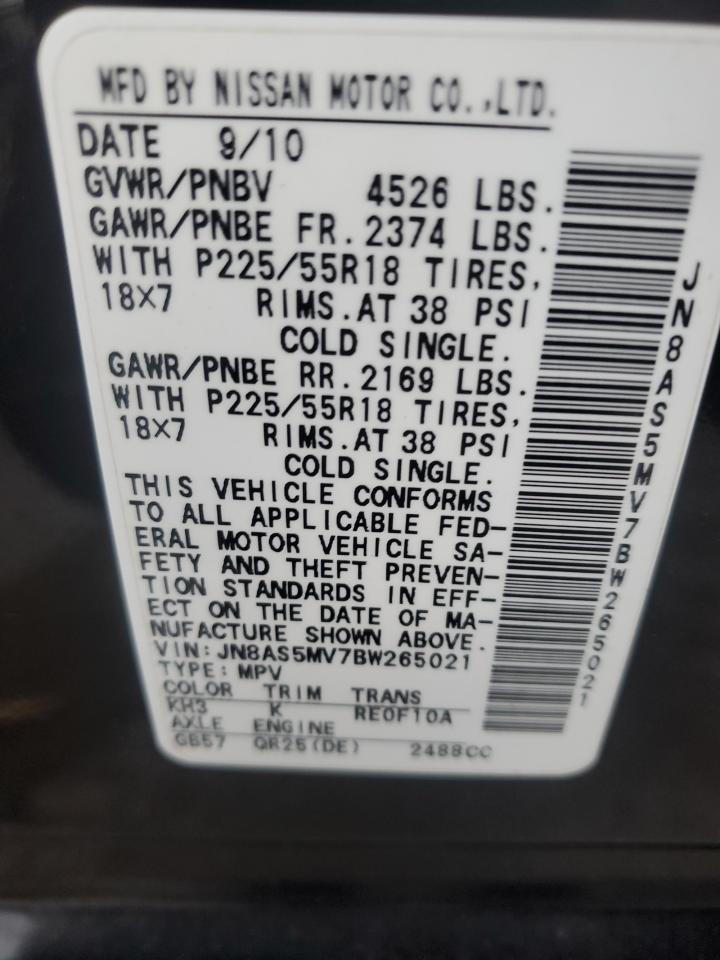 MFD BY NISSAN MOTOR CO.,LTD.
DATE 9/10
GVWR/PNBV 4526 LBS.
GAWR/PNBE FR.2374 LBS.
WITH P225/55R18 TIRES,
18X7 RIMS.AT 38 PSI
COLD SINGLE.
GAWR/PNBE RR.2169 LBS.
WITH P225/55R18 TIRES,
18X7 RIMS.AT 38 PSI
COLD SINGLE.
THIS VEHICLE CONFORMS
TO ALL APPLICABLE FED-
ERAL MOTOR VEHICLE SA-
FETY AND THEFT PREVEN-
TION STANDARDS IN EFF-
ECT ON THE DATE OF MA-
NUFACTURE SHOWN ABOVE.
VIN:JN8AS5MV7BW265021
TYPE:MPV
COLOR TRIM TRANS
KH3 K RE0F10A
AXLE ENGINE
GB57 QR25(DE) 2488CC
JN8AS5MV7BW265021